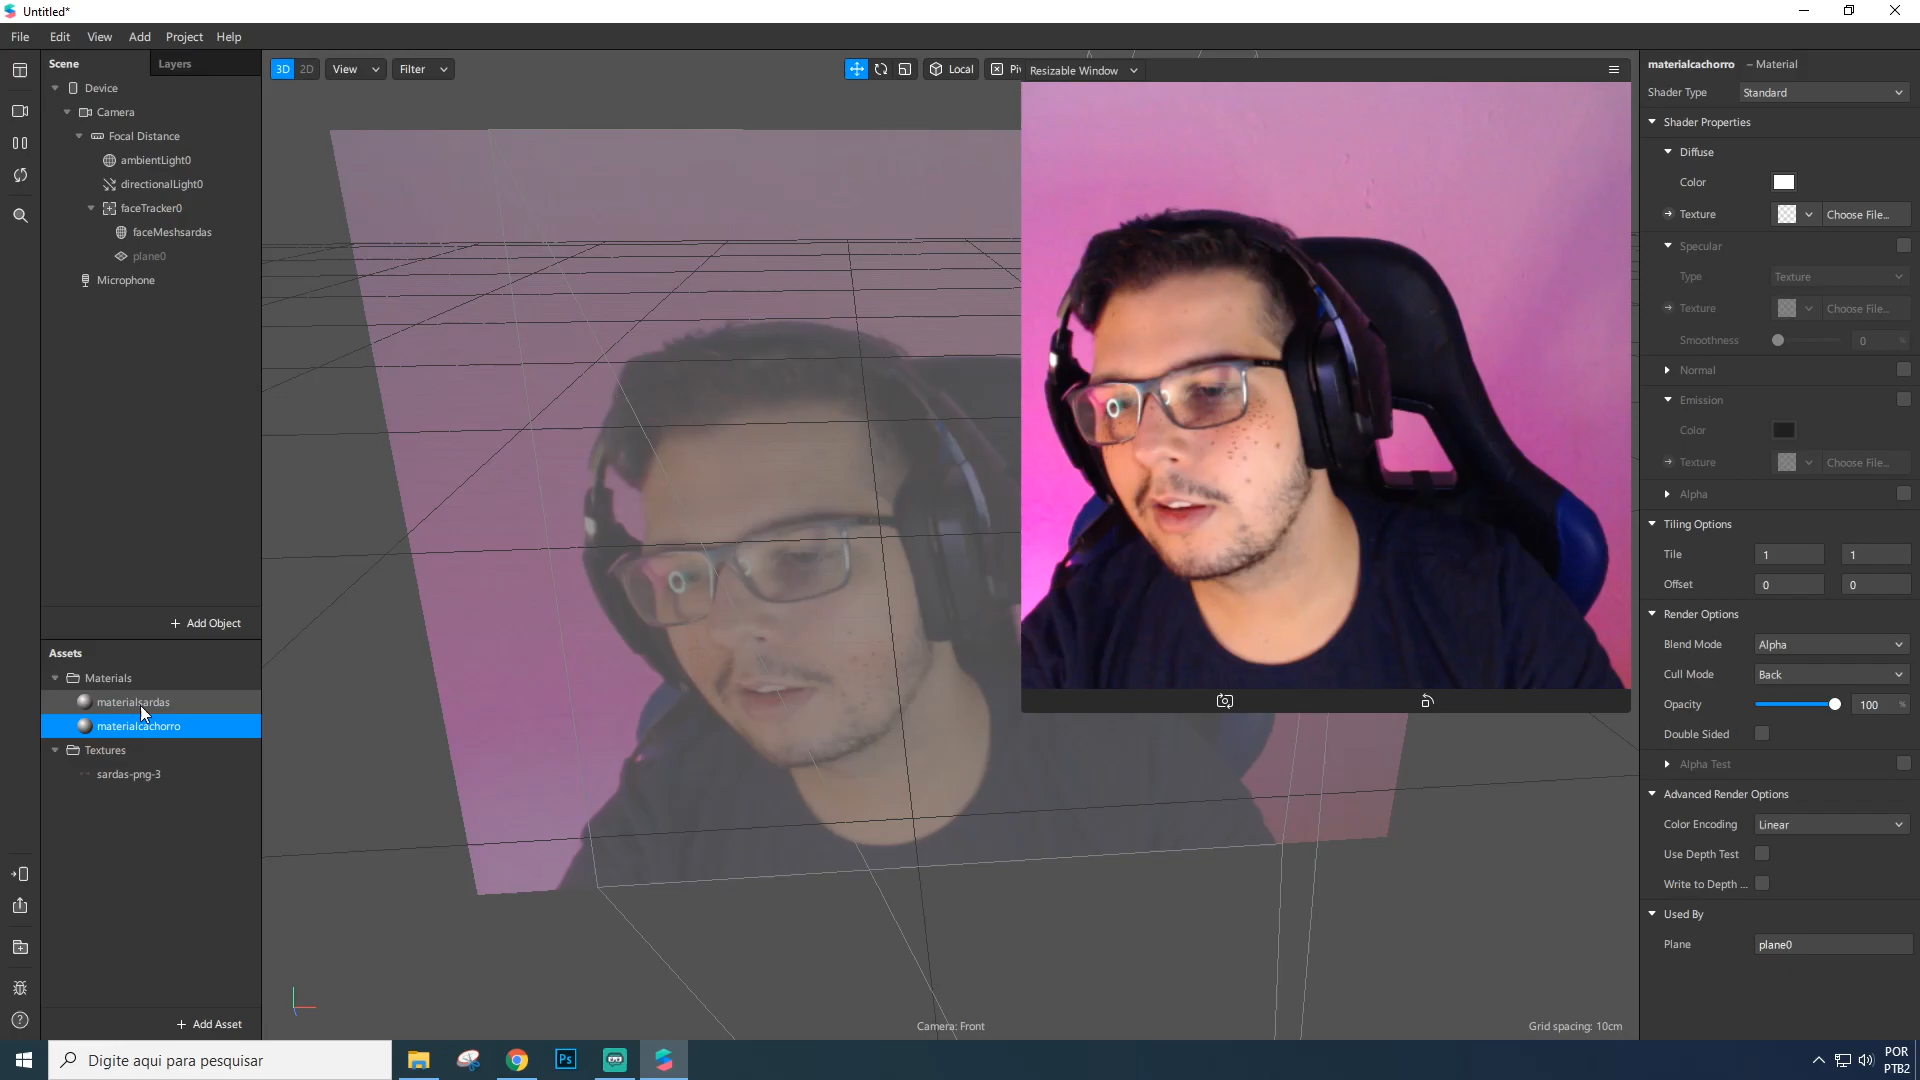 Untitled*
File Edit View Add Project Help
Scene Layers
Device
Camera
Focal Distance
ambientLight0
directionalLight0
faceTracker0
faceMeshsardas
plane0
Microphone
+ Add Object
Assets
Materials
materialsardas
materialcachorro
Textures
sardas-png-3
+ Add Asset
3D 2D View Filter Local Pi
Resizable Window
Camera: Front
Grid spacing: 10cm
materialcachorro – Material
Shader Type Standard
Shader Properties
Diffuse
Color
Texture Choose File...
Specular
Type Texture
Texture Choose File...
Smoothness 0 %
Normal
Emission
Color
Texture Choose File...
Alpha
Tiling Options
Tile 1 1
Offset 0 0
Render Options
Blend Mode Alpha
Cull Mode Back
Opacity 100 %
Double Sided
Alpha Test
Advanced Render Options
Color Encoding Linear
Use Depth Test
Write to Depth ...
Used By
Plane plane0
Digite aqui para pesquisar
Ps
POR
PTB2